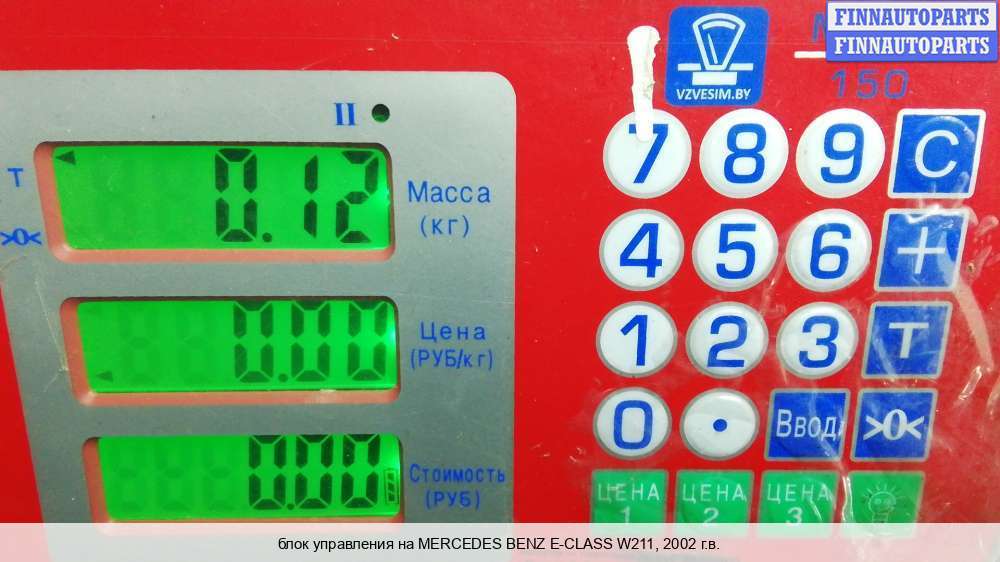 FINNAUTOPARTS
FINNAUTOPARTS
VZVESIM.BY
150
II
T
>0<
0.12
Масса
(кг)
0.00
Цена
(РУБ/кг)
0.00
Стоимость
(РУБ)
7 8 9 C
4 5 6 +
1 2 3 T
0 . Ввод >0<
ЦЕНА 1
ЦЕНА 2
ЦЕНА 3
блок управления на MERCEDES BENZ E-CLASS W211, 2002 г.в.